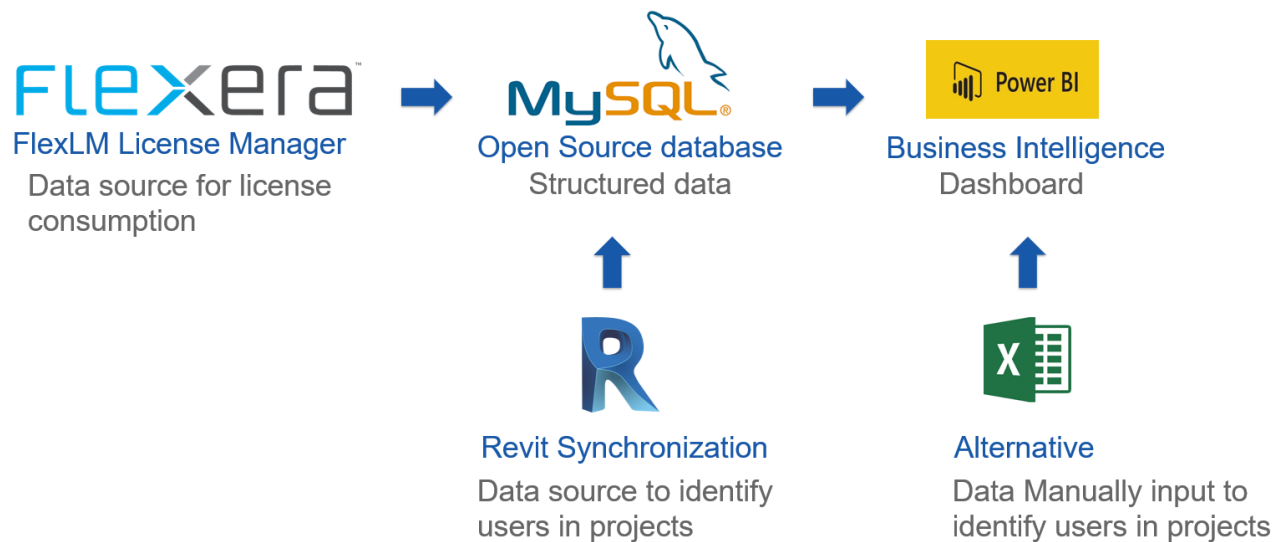 FLEXera™
FlexLM License Manager
Data source for license
consumption
MySQL®
Open Source database
Structured data
Power BI
Business Intelligence
Dashboard
R
Revit Synchronization
Data source to identify
users in projects
X
Alternative
Data Manually input to
identify users in projects